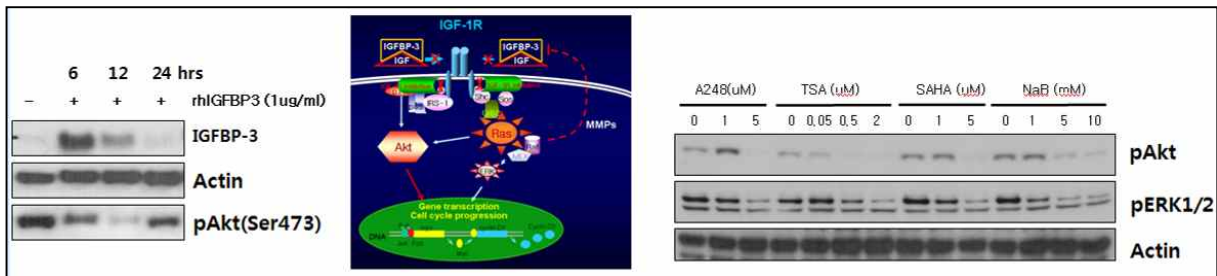 6 12 24 hrs
- + + + rhIGFBP3 (1ug/ml)
IGFBP-3
Actin
pAkt(Ser473)
IGF-1R
IGFBP-3 IGFBP-3
IGF IGF
IRS-1 Shc Sos
Ras
MMPs
Akt
Gene transcription
Cell cycle progression
DNA
A248(uM) TSA (uM) SAHA (uM) NaB (mM)
0 1 5 0 0,05 0,5 2 0 1 5 0 1 5 10
pAkt
pERK1/2
Actin